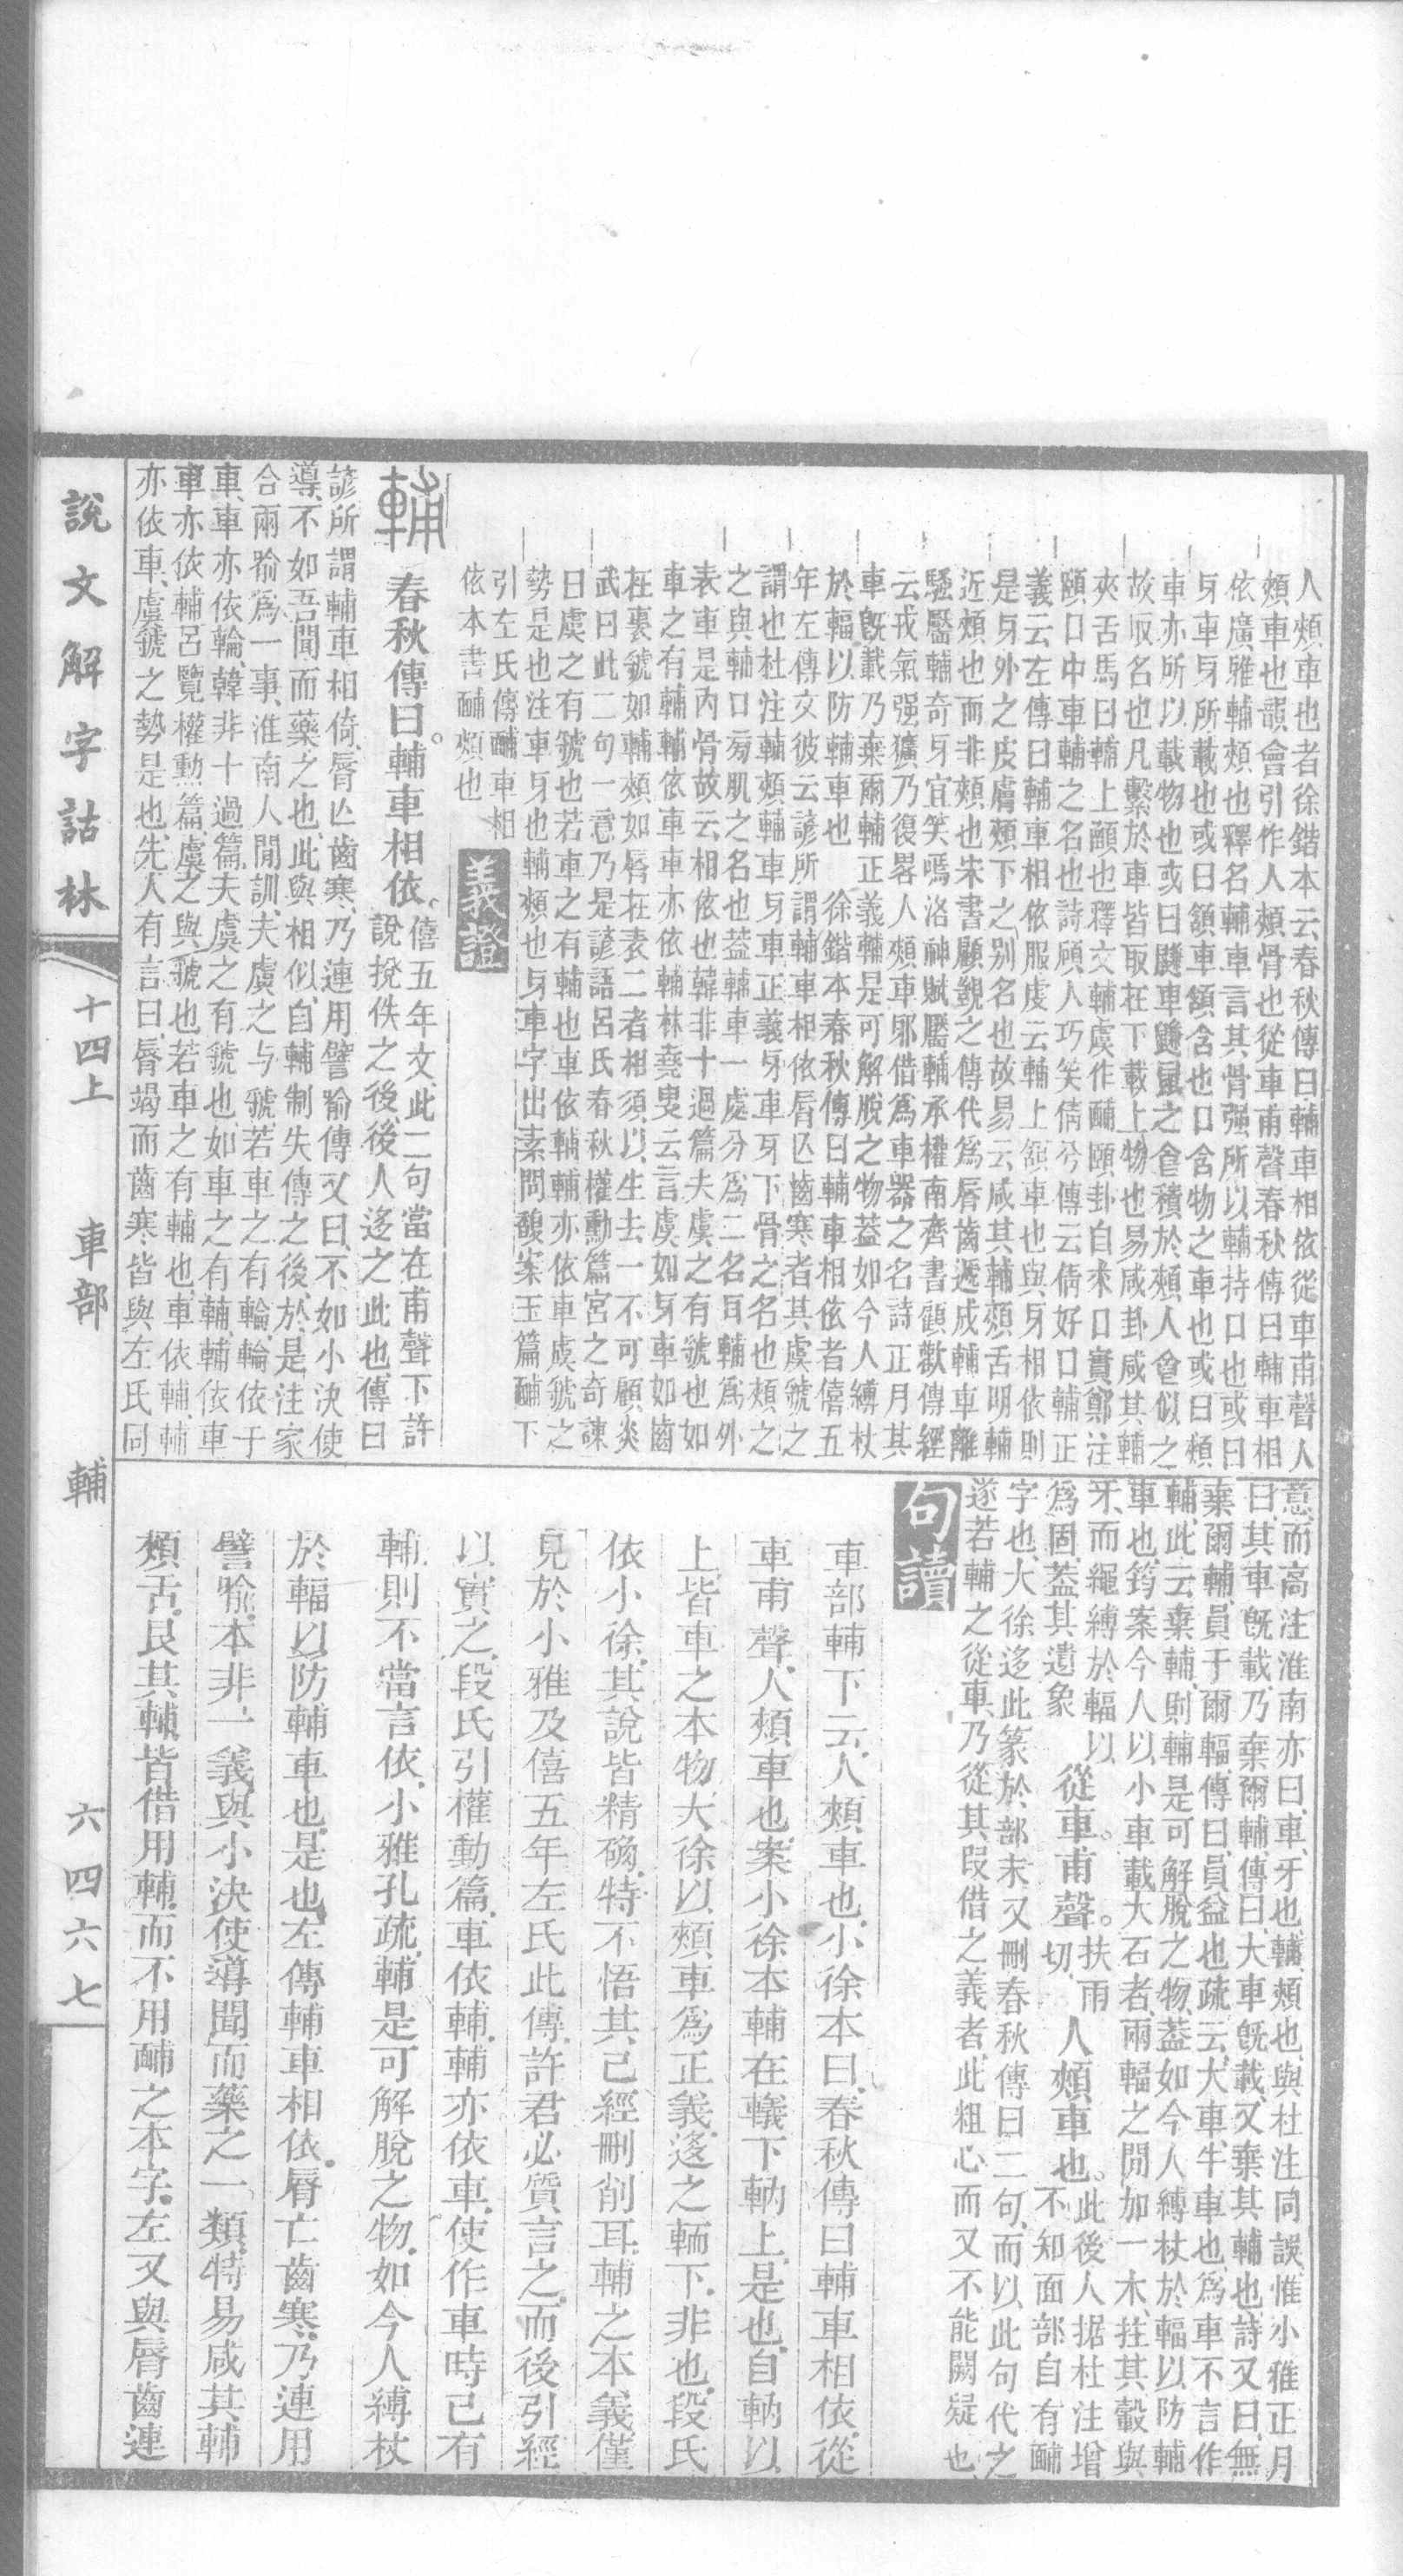 人頰車也者徐鍇本云春秋傳曰輔車相依從車甫聲人
頰車也韻會引作人頰骨也從車甫聲春秋傳曰輔車相
依廣雅輔頰也釋名輔車言其骨强所以輔持口也或曰
牙車牙所載也或曰頷車頷含也口含物之車也或曰頰
車亦所以載物也或曰鼸車鼸鼠之食積於頰人食似之
故取名也凡繫於車皆取在下載上物也易咸卦咸其輔
夾舌馬曰輔上頷也釋文輔虞作䩉頤卦自求口實鄭注
頤口中車輔之名也詩碩人巧笑倩兮傳云倩好口輔正
義云左傳曰輔車相依服虔云輔上頷車也與牙相依則
是牙外之皮膚頰下之别名也故易云咸其輔頰舌明輔
近頰也而非頰也宋書顧覬之傳代爲脣齒遞成輔車離
騷靨輔奇牙宜笑嘕洛神賦靨輔承權南齊書顧歡傳經
云戎氣强獷乃復畧人頰車邪借爲車器之名詩正月其
車既載乃棄爾輔正義輔是可解脫之物葢如今人縛杖
於輻以防輔車也 徐鍇本春秋傳曰輔車相依者僖五
年左傳文彼云諺所謂輔車相依脣亾齒寒者其虞虢之
謂也杜注輔頰輔車牙車正義牙車牙下骨之名也頰之
之與輔口旁肌之名也葢輔車一處分爲二名耳輔爲外
表車是內骨故云相依也韓非十過篇夫虞之有虢也如
車之有輔輔依車車亦依輔林堯叟云言虞如牙車如齒
在裏虢如輔頰如脣在表二者相須以生去一不可顧炎
武曰此二句一意乃是諺語呂氏春秋權勳篇宮之奇諫
曰虞之有虢也若車之有輔也車依輔輔亦依車虞虢之
勢是也注車牙也輔頰也牙車字出素問馥案玉篇䩉下
引左氏傳䩉車相
依本書䩉頰也
義證
輔 春秋傳曰。輔車相依。僖五年文、此二句當在甫聲下、許
說挩佚之後、後人迻之此也、傳曰
諺所謂輔車相倚、脣亾齒寒、乃連用譬喻、傳又曰、不如小決使
導、不如吾聞而藥之也、此與相似、自輔制失傳之後、於是注家
合兩喻爲一事、淮南人閒訓、夫虞之与虢、若車之有輪、輪依于
車、車亦依輪、韓非十過篇、夫虞之有虢也、如車之有輔、輔依車
車亦依輔、呂覽權勳篇、虞之與虢也、若車之有輔也、車依輔、輔
亦依車、虞虢之勢是也、先人有言曰、脣竭而齒寒、皆與左氏同
意、而高注淮南亦曰、車、牙也、輔、頰也、與杜注同誤、惟小雅正月
曰、其車旣載、乃棄爾輔、傳曰、大車旣載、又棄其輔也、詩又曰、無
棄爾輔、員于爾輻、傳曰、員、益也、疏云、大車、牛車也、爲車不言作
輔、此云棄輔、則輔是可解脫之物、葢如今人縛杖於輻以防輔
車也、筠案今人以小車載大石者、兩輻之閒加一木拄其轂與
牙、而繩縛於輻以
爲固、葢其遺象
從車。甫聲。扶雨切
人頰車也。此後人据杜注增
不知面部自有䩉
字也、大徐迻此篆於部末、又刪春秋傳曰二句、而以此句代之
遂若輔之從車、乃從其叚借之義者、此粗心而又不能闕疑也
句讀
車部輔下云、人頰車也、小徐本曰、春秋傳曰輔車相依、從
車甫聲、人頰車也、案小徐本輔在轙下軜上、是也、自軜以
上、皆車之本物、大徐以頰車爲正義、迻之輀下、非也、段氏
依小徐、其說皆精确、特不悟其已經刪削耳、輔之本義、僅
見於小雅及僖五年左氏此傳、許君必質言之、而後引經
以實之、段氏引權動篇、車依輔、輔亦依車、使作車時已有
輔、則不當言依、小雅孔疏、輔是可解脫之物、如今人縛杖
於輻以防輔車也、是也、左傳輔車相依、脣亡齒寒、乃連用
譬喻、本非一義、與小決使導聞而藥之一類、特易咸其輔
頰舌、艮其輔、皆借用輔、而不用䩉之本字、左又與脣齒連
說文解字詁林
十四上 車部 輔
六四六七